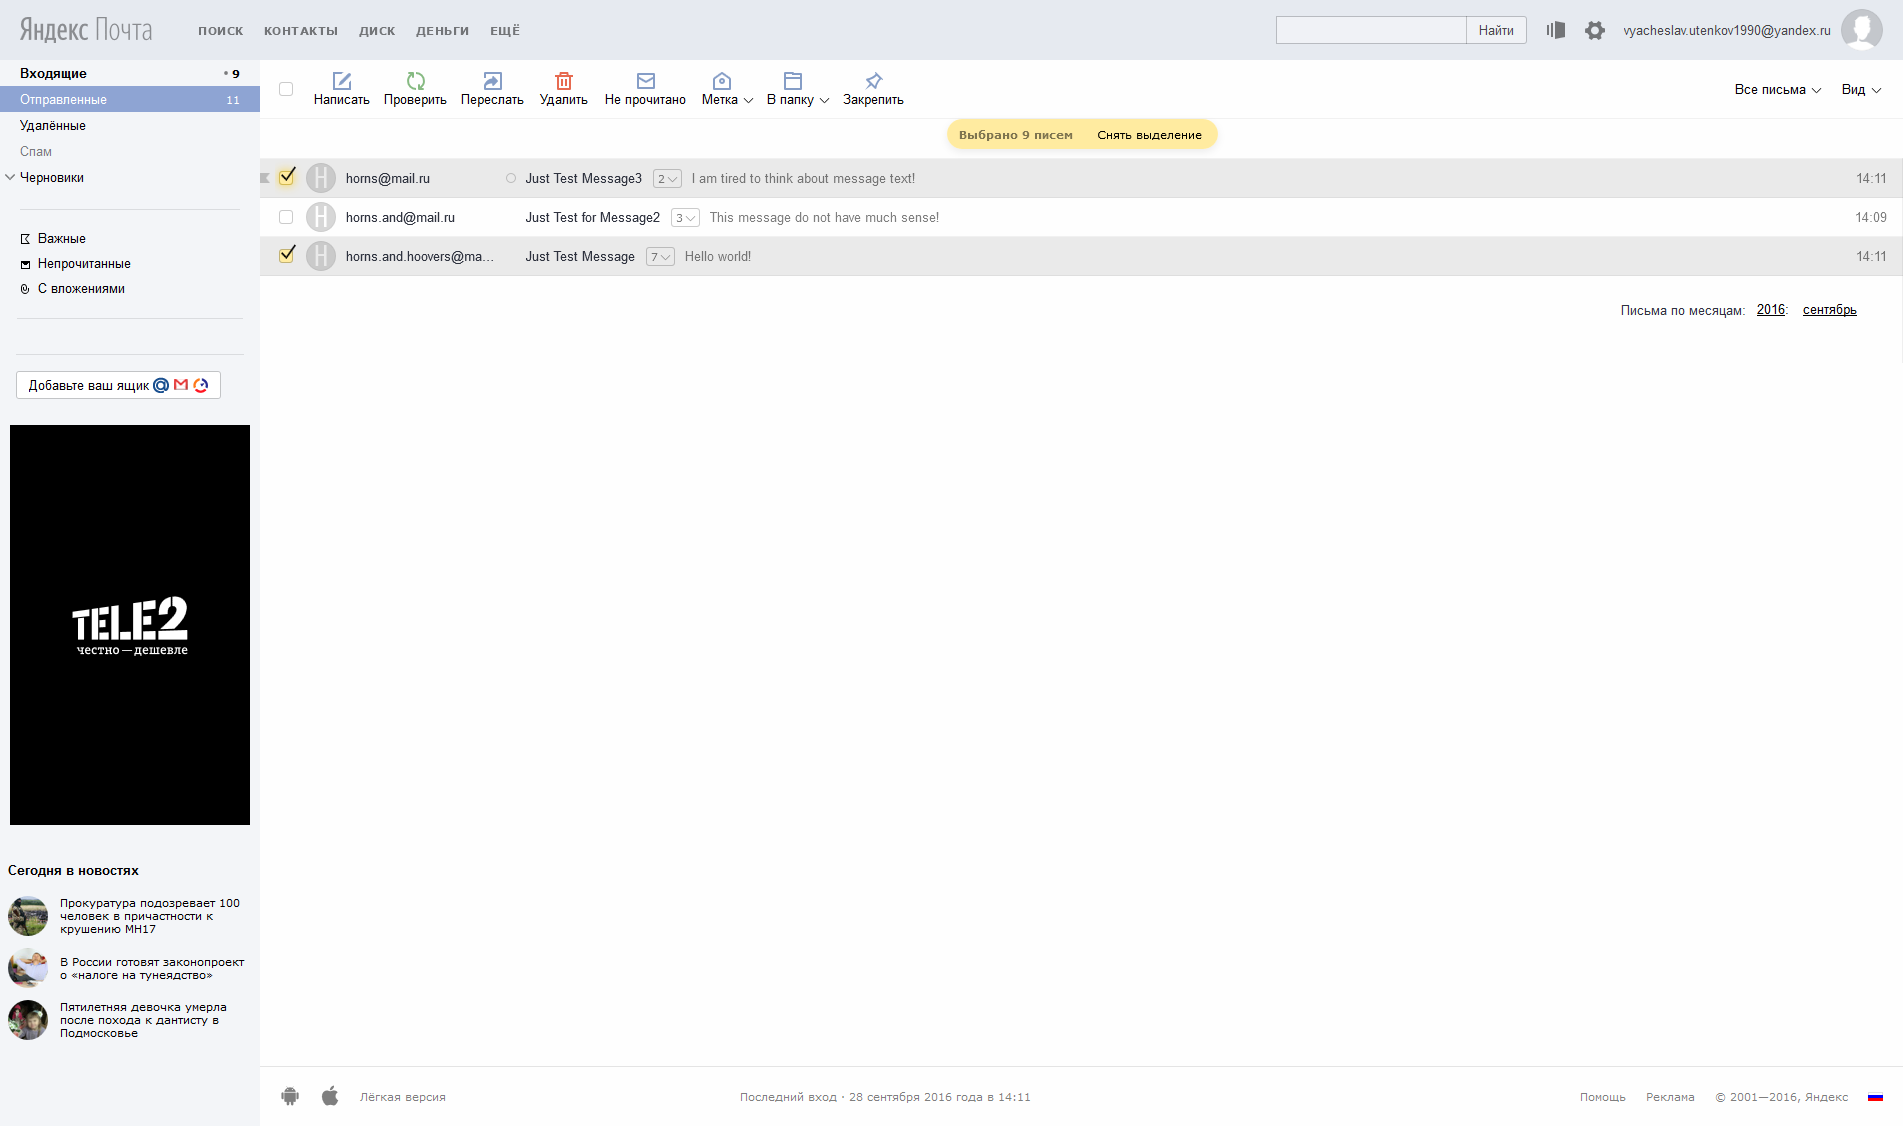 Яндекс Почта ПОИСК КОНТАКТЫ ДИСК ДЕНЬГИ ЕЩЁ Найти vyacheslav.utenkov1990@yandex.ru
Входящие • 9
Отправленные 11
Удалённые
Спам
Черновики
Важные
Непрочитанные
С вложениями
Добавьте ваш ящик
TELE2
честно — дешевле
Сегодня в новостях
Прокуратура подозревает 100
человек в причастности к
крушению МН17
В России готовят законопроект
о «налоге на тунеядство»
Пятилетняя девочка умерла
после похода к дантисту в
Подмосковье
Написать Проверить Переслать Удалить Не прочитано Метка В папку Закрепить Все письма Вид
Выбрано 9 писем Снять выделение
H horns@mail.ru Just Test Message3 2 I am tired to think about message text! 14:11
H horns.and@mail.ru Just Test for Message2 3 This message do not have much sense! 14:09
H horns.and.hoovers@ma... Just Test Message 7 Hello world! 14:11
Письма по месяцам: 2016: сентябрь
Лёгкая версия Последний вход · 28 сентября 2016 года в 14:11 Помощь Реклама © 2001—2016, Яндекс